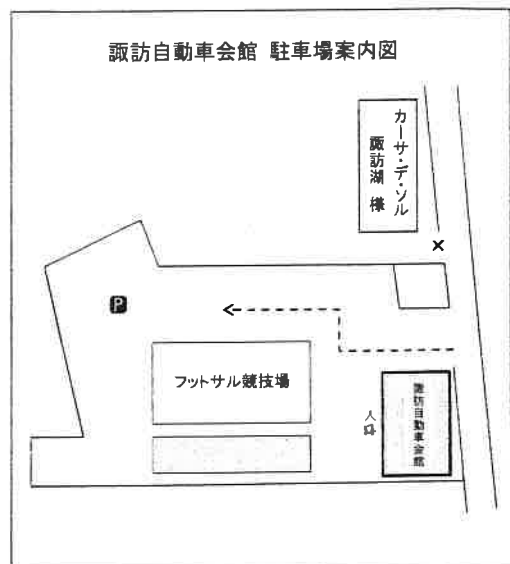 諏訪自動車会館 駐車場案内図
カーサ・デ・ソル
諏訪湖 様
×
P
フットサル競技場
入口
諏訪自動車会館